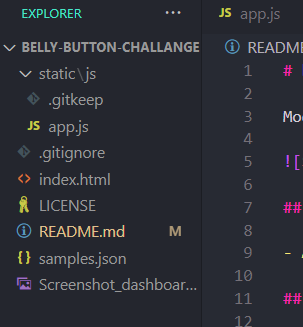 EXPLORER
...
app.js
BELLY-BUTTON-CHALLANGE
static\js
.gitkeep
JS app.js
.gitignore
index.html
LICENSE
README.md M
{} samples.json
Screenshot_dashboar...
JS
README
1 #
2
3 Mo
4
5 ![
6
7 ##
8
9 -
10
11 ##